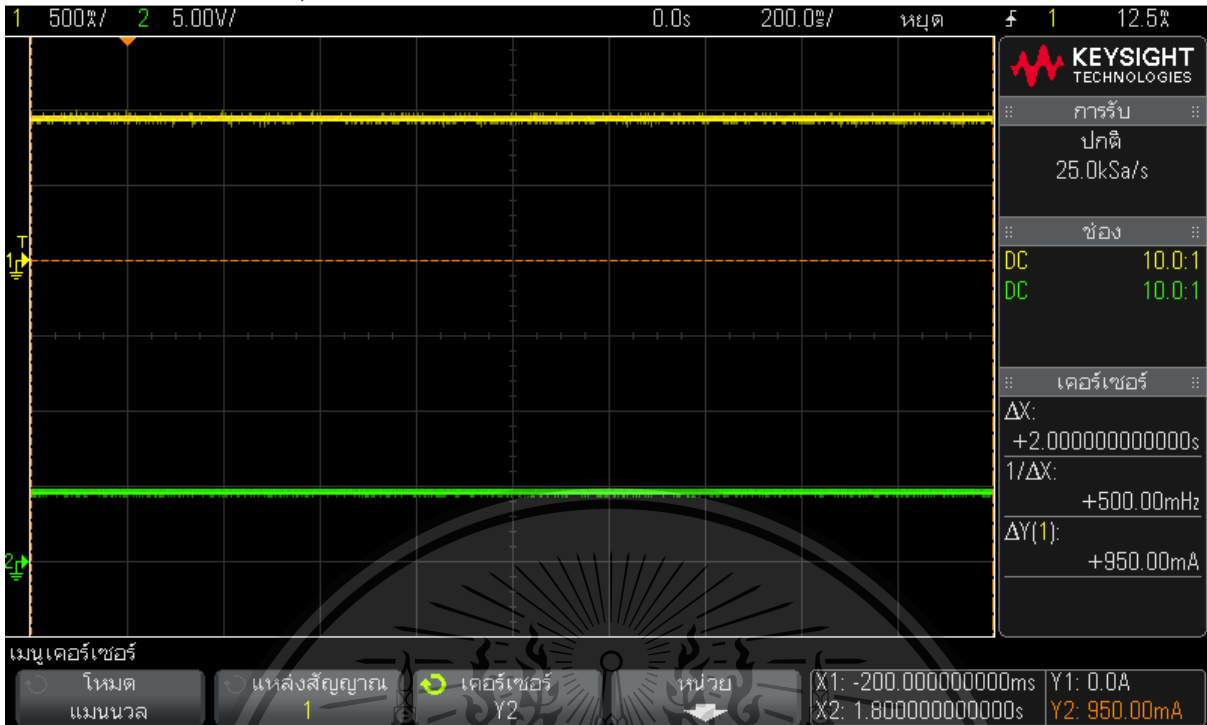 1 500mA/ 2 5.00V/ 0.0s 200.0ms/ หยุด 1 12.5mA
KEYSIGHT
TECHNOLOGIES
การรับ
ปกติ
25.0kSa/s
ช่อง
DC 10.0:1
DC 10.0:1
เคอร์เซอร์
ΔX:
+2.000000000000s
1/ΔX:
+500.00mHz
ΔY(1):
+950.00mA
T
1
2
เมนูเคอร์เซอร์
โหมด
แมนนวล
แหล่งสัญญาณ
1
เคอร์เซอร์
Y2
หน่วย
X1: -200.000000000ms
X2: 1.800000000000s
Y1: 0.0A
Y2: 950.00mA